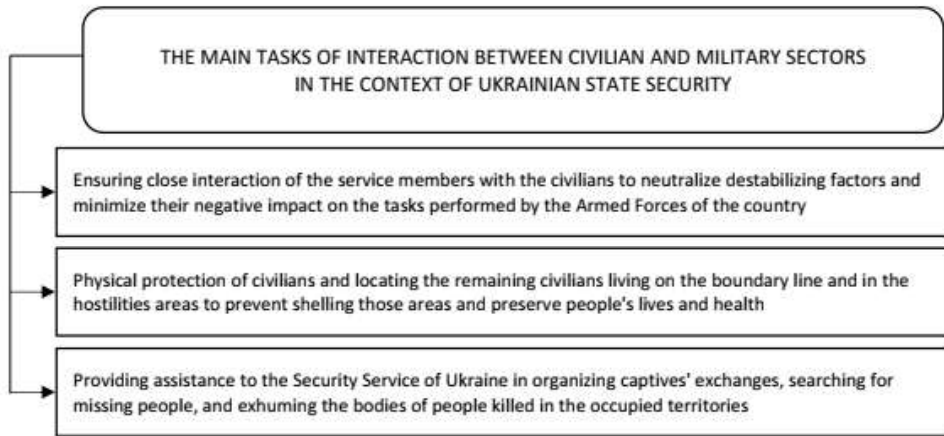 THE MAIN TASKS OF INTERACTION BETWEEN CIVILIAN AND MILITARY SECTORS
IN THE CONTEXT OF UKRAINIAN STATE SECURITY
Ensuring close interaction of the service members with the civilians to neutralize destabilizing factors and
minimize their negative impact on the tasks performed by the Armed Forces of the country
Physical protection of civilians and locating the remaining civilians living on the boundary line and in the
hostilities areas to prevent shelling those areas and preserve people's lives and health
Providing assistance to the Security Service of Ukraine in organizing captives' exchanges, searching for
missing people, and exhuming the bodies of people killed in the occupied territories